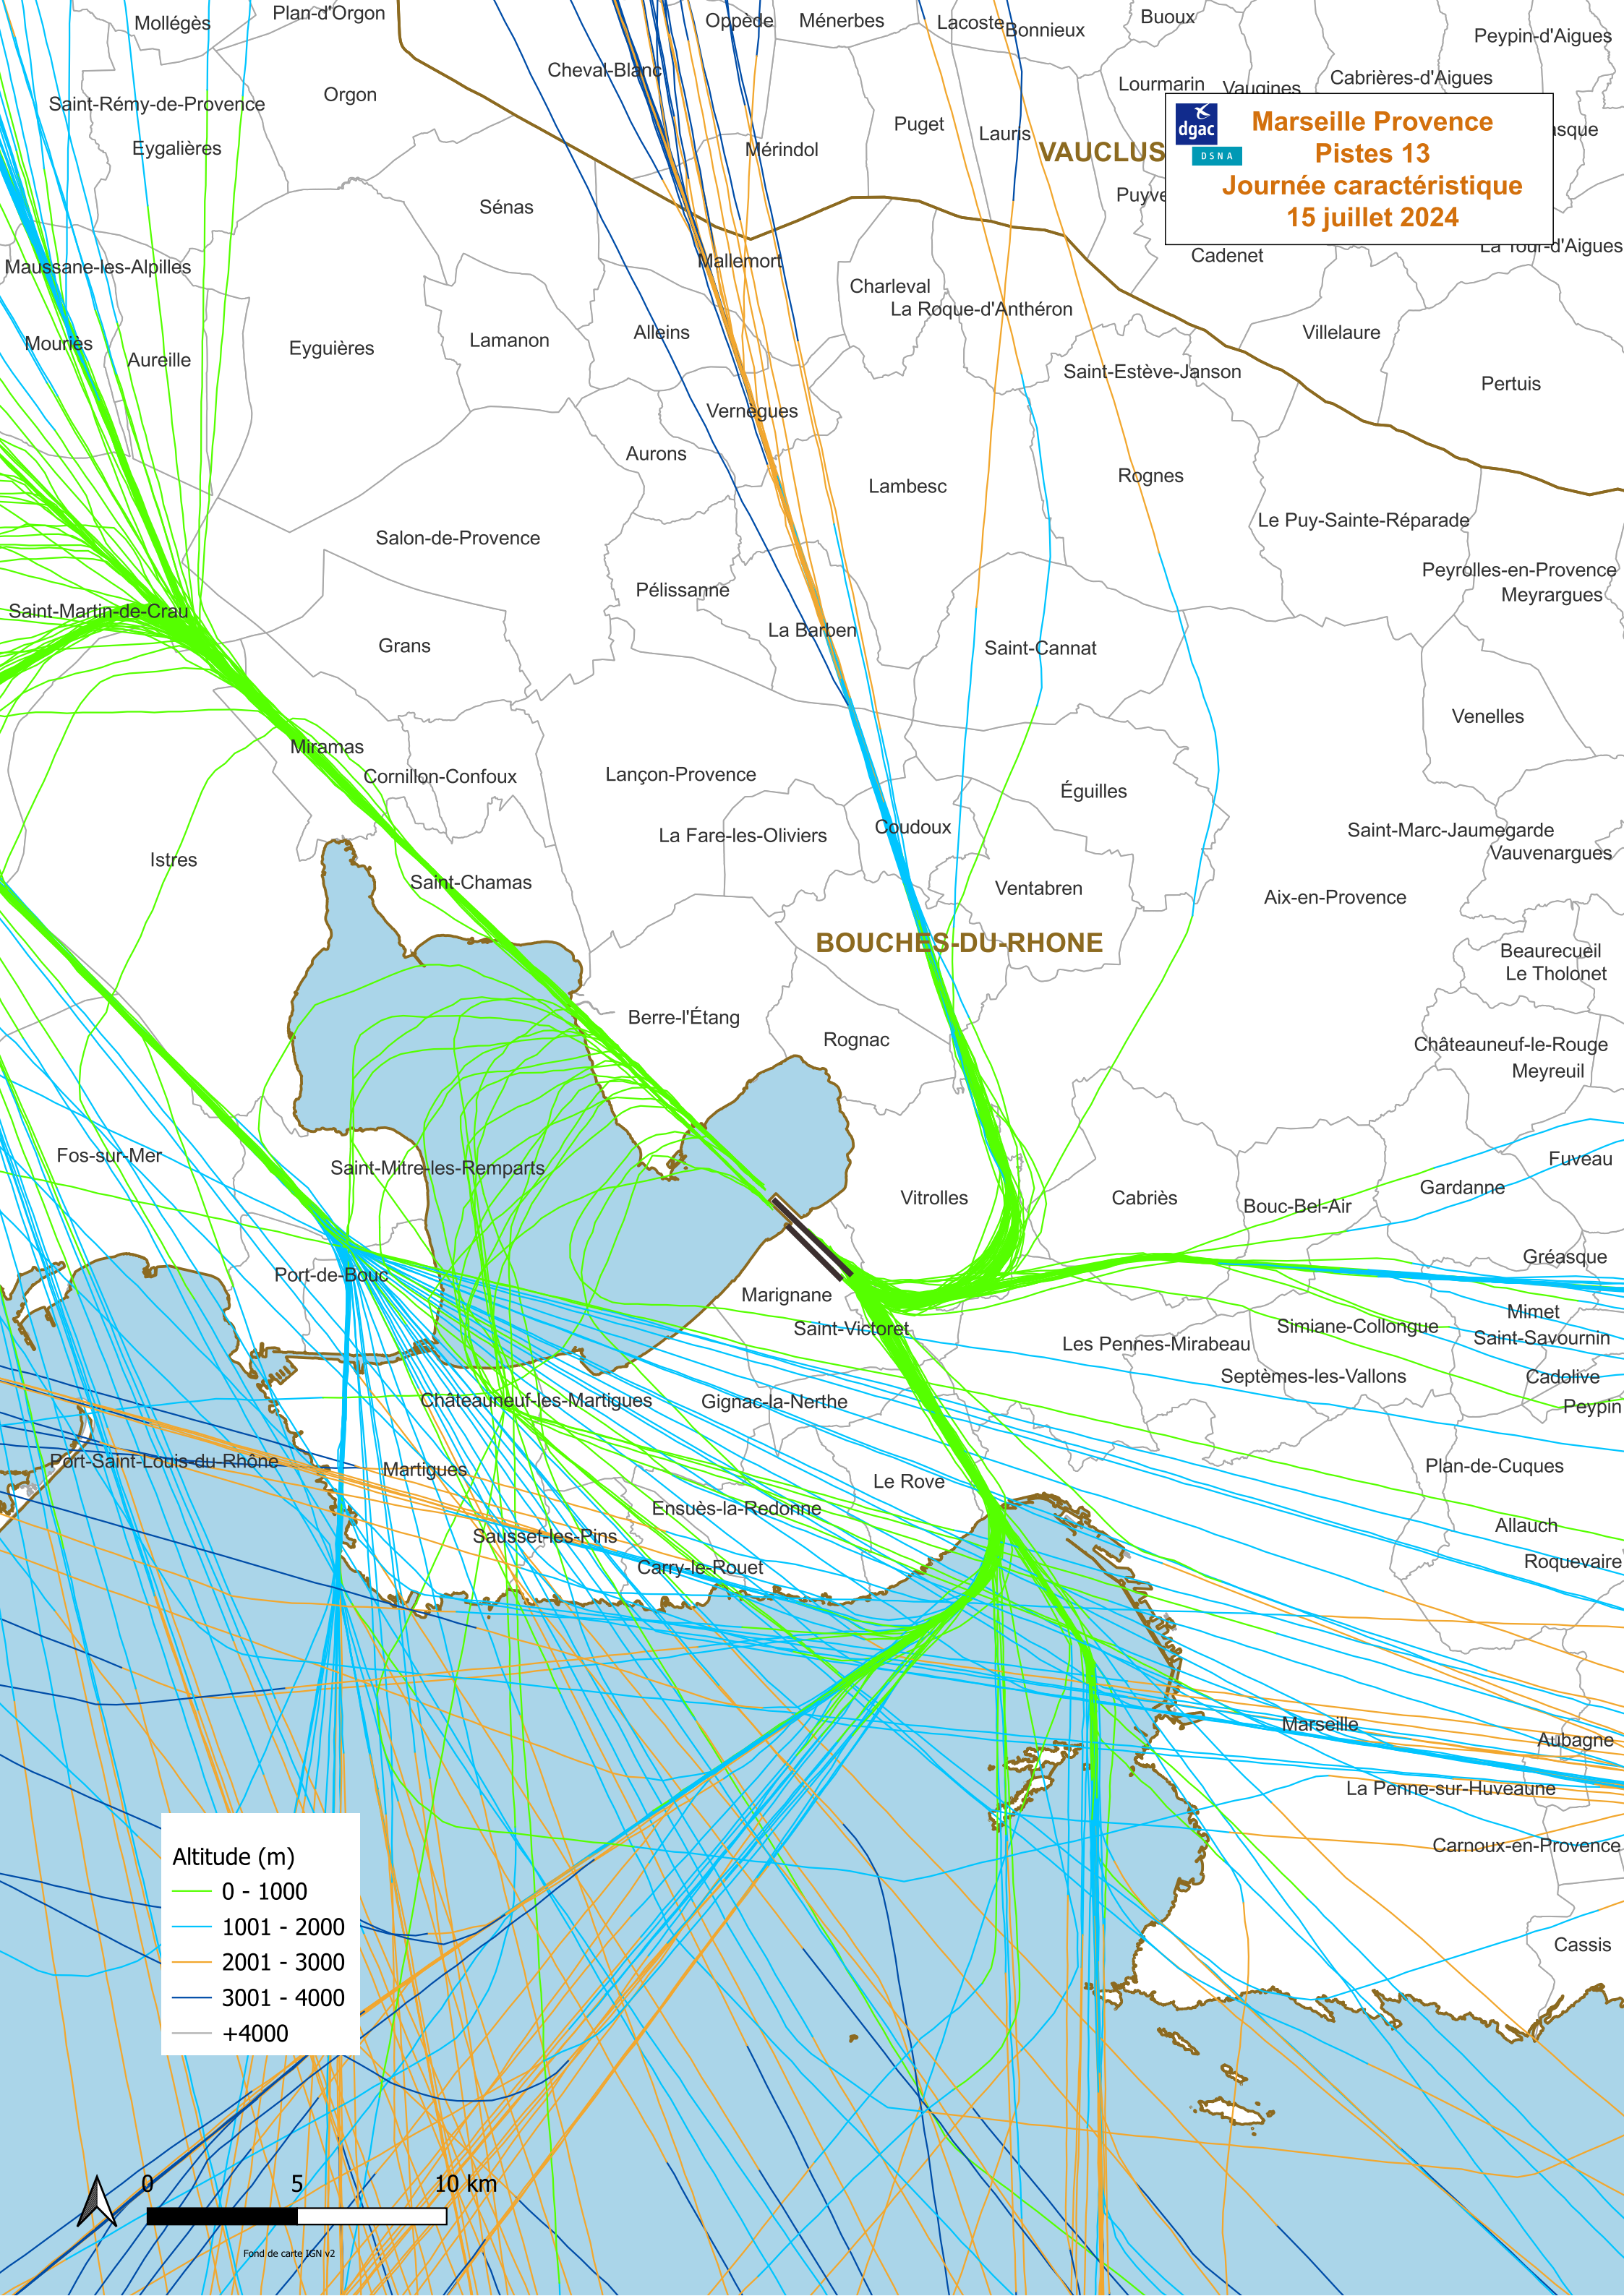 Mollégès
Plan-d'Orgon
Oppède
Ménerbes
Lacoste
Bonnieux
Buoux
Peypin-d'Aigues
Cheval-Blanc
Orgon
Saint-Rémy-de-Provence
Lourmarin
Vaugines
Cabrières-d'Aigues
Eygalières
Mérindol
Puget
Lauris
VAUCLUS
Puyve
asque
dgac
DSNA
Marseille Provence
Pistes 13
Journée caractéristique
15 juillet 2024
Sénas
Maussane-les-Alpilles
Mallemort
Cadenet
La Tour-d'Aigues
Charleval
La Roque-d'Anthéron
Mouriès
Aureille
Eyguières
Lamanon
Alleins
Villelaure
Saint-Estève-Janson
Pertuis
Vernègues
Aurons
Lambesc
Rognes
Le Puy-Sainte-Réparade
Salon-de-Provence
Peyrolles-en-Provence
Meyrargues
Pélissanne
Saint-Martin-de-Crau
La Barben
Grans
Saint-Cannat
Venelles
Miramas
Cornillon-Confoux
Lançon-Provence
Éguilles
Istres
La Fare-les-Oliviers
Coudoux
Saint-Marc-Jaumegarde
Vauvenargues
Saint-Chamas
Ventabren
Aix-en-Provence
BOUCHES-DU-RHONE
Beaurecueil
Le Tholonet
Berre-l'Étang
Rognac
Châteauneuf-le-Rouge
Meyreuil
Fos-sur-Mer
Saint-Mitre-les-Remparts
Vitrolles
Cabriès
Bouc-Bel-Air
Gardanne
Fuveau
Port-de-Bouc
Marignane
Gréasque
Saint-Victoret
Les Pennes-Mirabeau
Simiane-Collongue
Mimet
Saint-Savournin
Septèmes-les-Vallons
Cadolive
Châteauneuf-les-Martigues
Gignac-la-Nerthe
Peypin
Port-Saint-Louis-du-Rhône
Martigues
Le Rove
Plan-de-Cuques
Ensuès-la-Redonne
Sausset-les-Pins
Carry-le-Rouet
Allauch
Roquevaire
Marseille
Aubagne
La Penne-sur-Huveaune
Carnoux-en-Provence
Cassis
Altitude (m)
0 - 1000
1001 - 2000
2001 - 3000
3001 - 4000
+4000
0 5 10 km
Fond de carte IGN v2